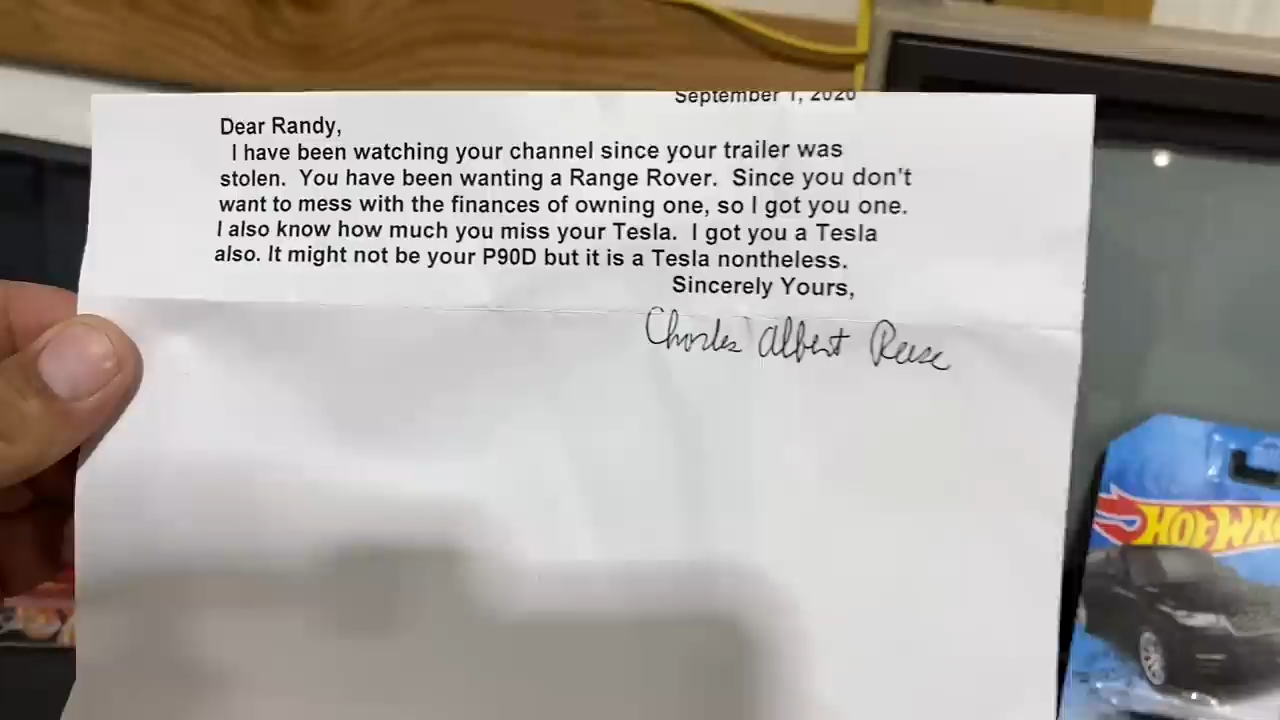 September 1, 2020
Dear Randy,
I have been watching your channel since your trailer was
stolen. You have been wanting a Range Rover. Since you don't
want to mess with the finances of owning one, so I got you one.
I also know how much you miss your Tesla. I got you a Tesla
also. It might not be your P90D but it is a Tesla nontheless.
Sincerely Yours,
Charles Albert Reese
HOT WH